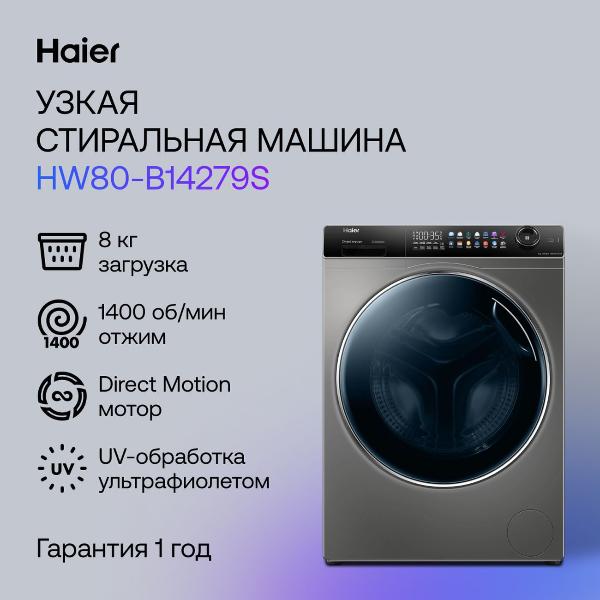 Haier
УЗКАЯ
СТИРАЛЬНАЯ МАШИНА
HW80-B14279S
8 кг
загрузка
1400 об/мин
отжим
1400
Direct Motion
мотор
UV-обработка
ультрафиолетом
UV
Гарантия 1 год
Haier